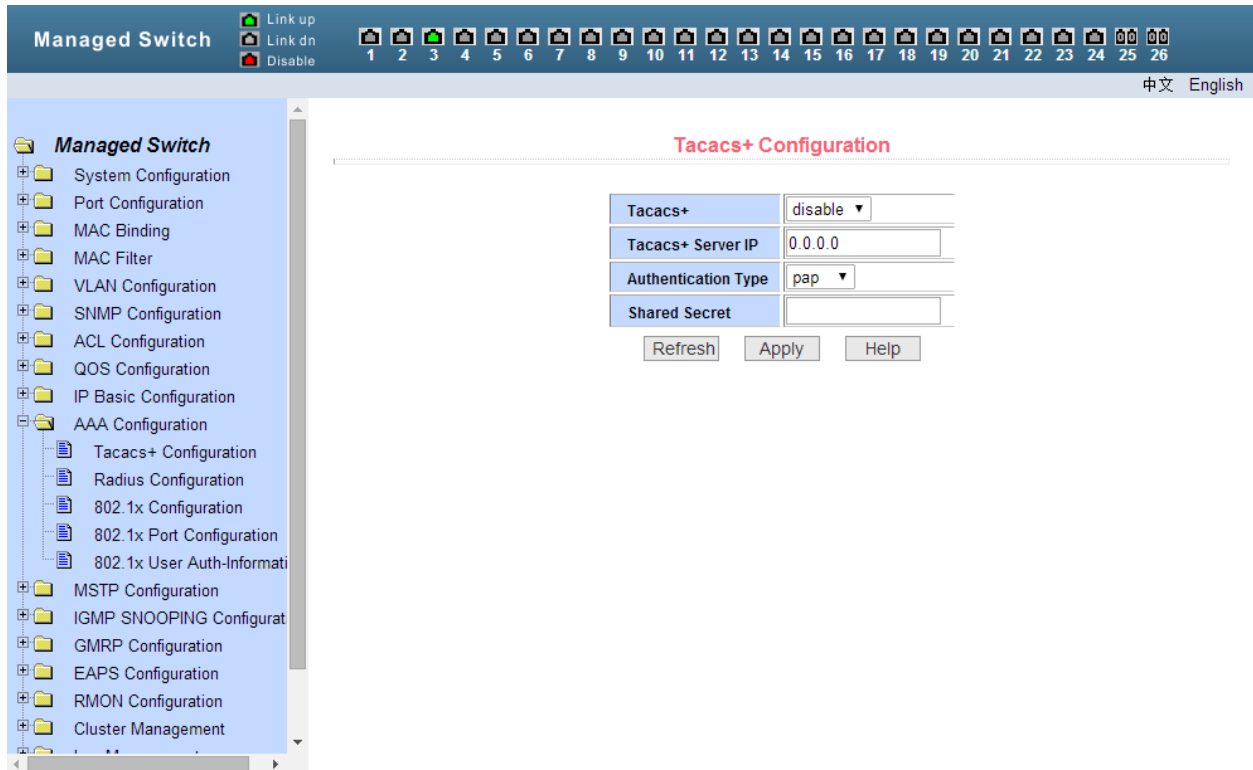 Managed Switch
Link up
Link dn
Disable
1 2 3 4 5 6 7 8 9 10 11 12 13 14 15 16 17 18 19 20 21 22 23 24 25 26
中文 English
Managed Switch
System Configuration
Port Configuration
MAC Binding
MAC Filter
VLAN Configuration
SNMP Configuration
ACL Configuration
QOS Configuration
IP Basic Configuration
AAA Configuration
Tacacs+ Configuration
Radius Configuration
802.1x Configuration
802.1x Port Configuration
802.1x User Auth-Informati
MSTP Configuration
IGMP SNOOPING Configurat
GMRP Configuration
EAPS Configuration
RMON Configuration
Cluster Management
Tacacs+ Configuration
Tacacs+ disable
Tacacs+ Server IP 0.0.0.0
Authentication Type pap
Shared Secret
Refresh Apply Help